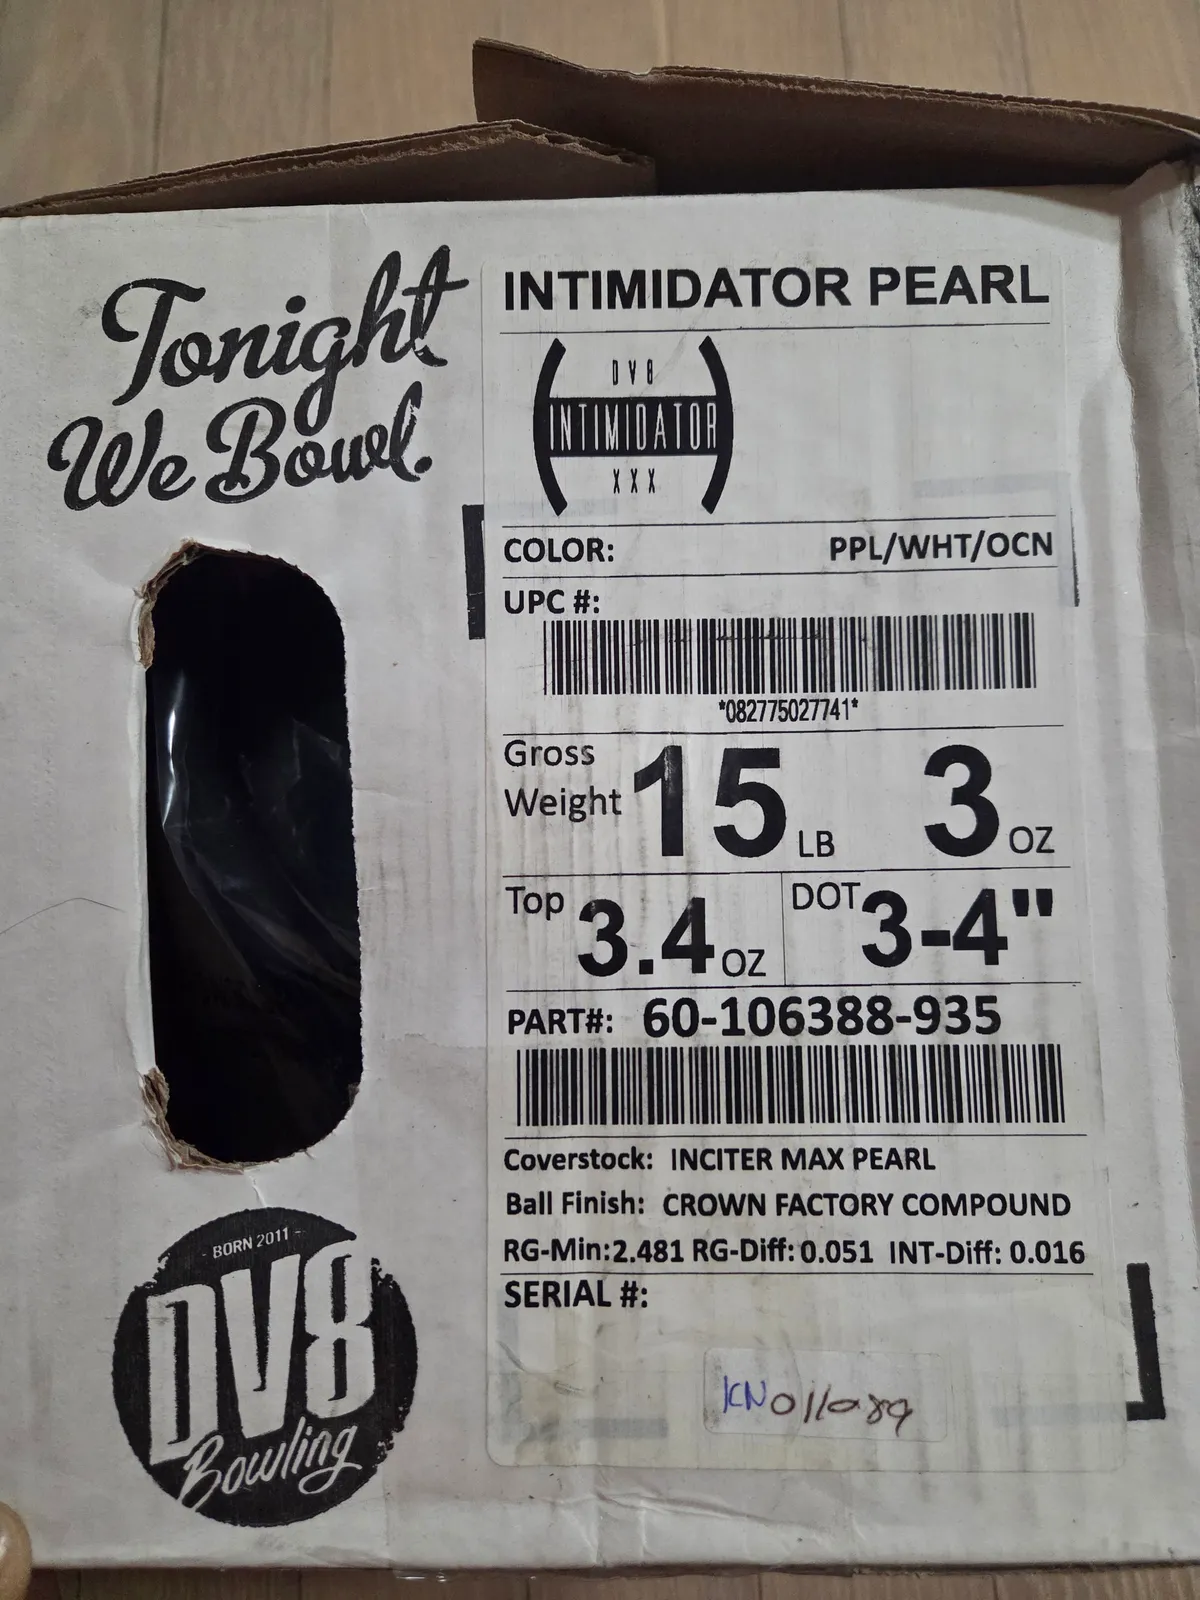 Tonight
We Bowl.
- BORN 2011 -
DV8
Bowling
INTIMIDATOR PEARL
DV8
INTIMIDATOR
XXX
COLOR: PPL/WHT/OCN
UPC #:
*082775027741*
Gross
Weight 15 LB 3 OZ
Top 3.4 OZ DOT 3-4"
PART#: 60-106388-935
Coverstock: INCITER MAX PEARL
Ball Finish: CROWN FACTORY COMPOUND
RG-Min:2.481 RG-Diff: 0.051 INT-Diff: 0.016
SERIAL #: